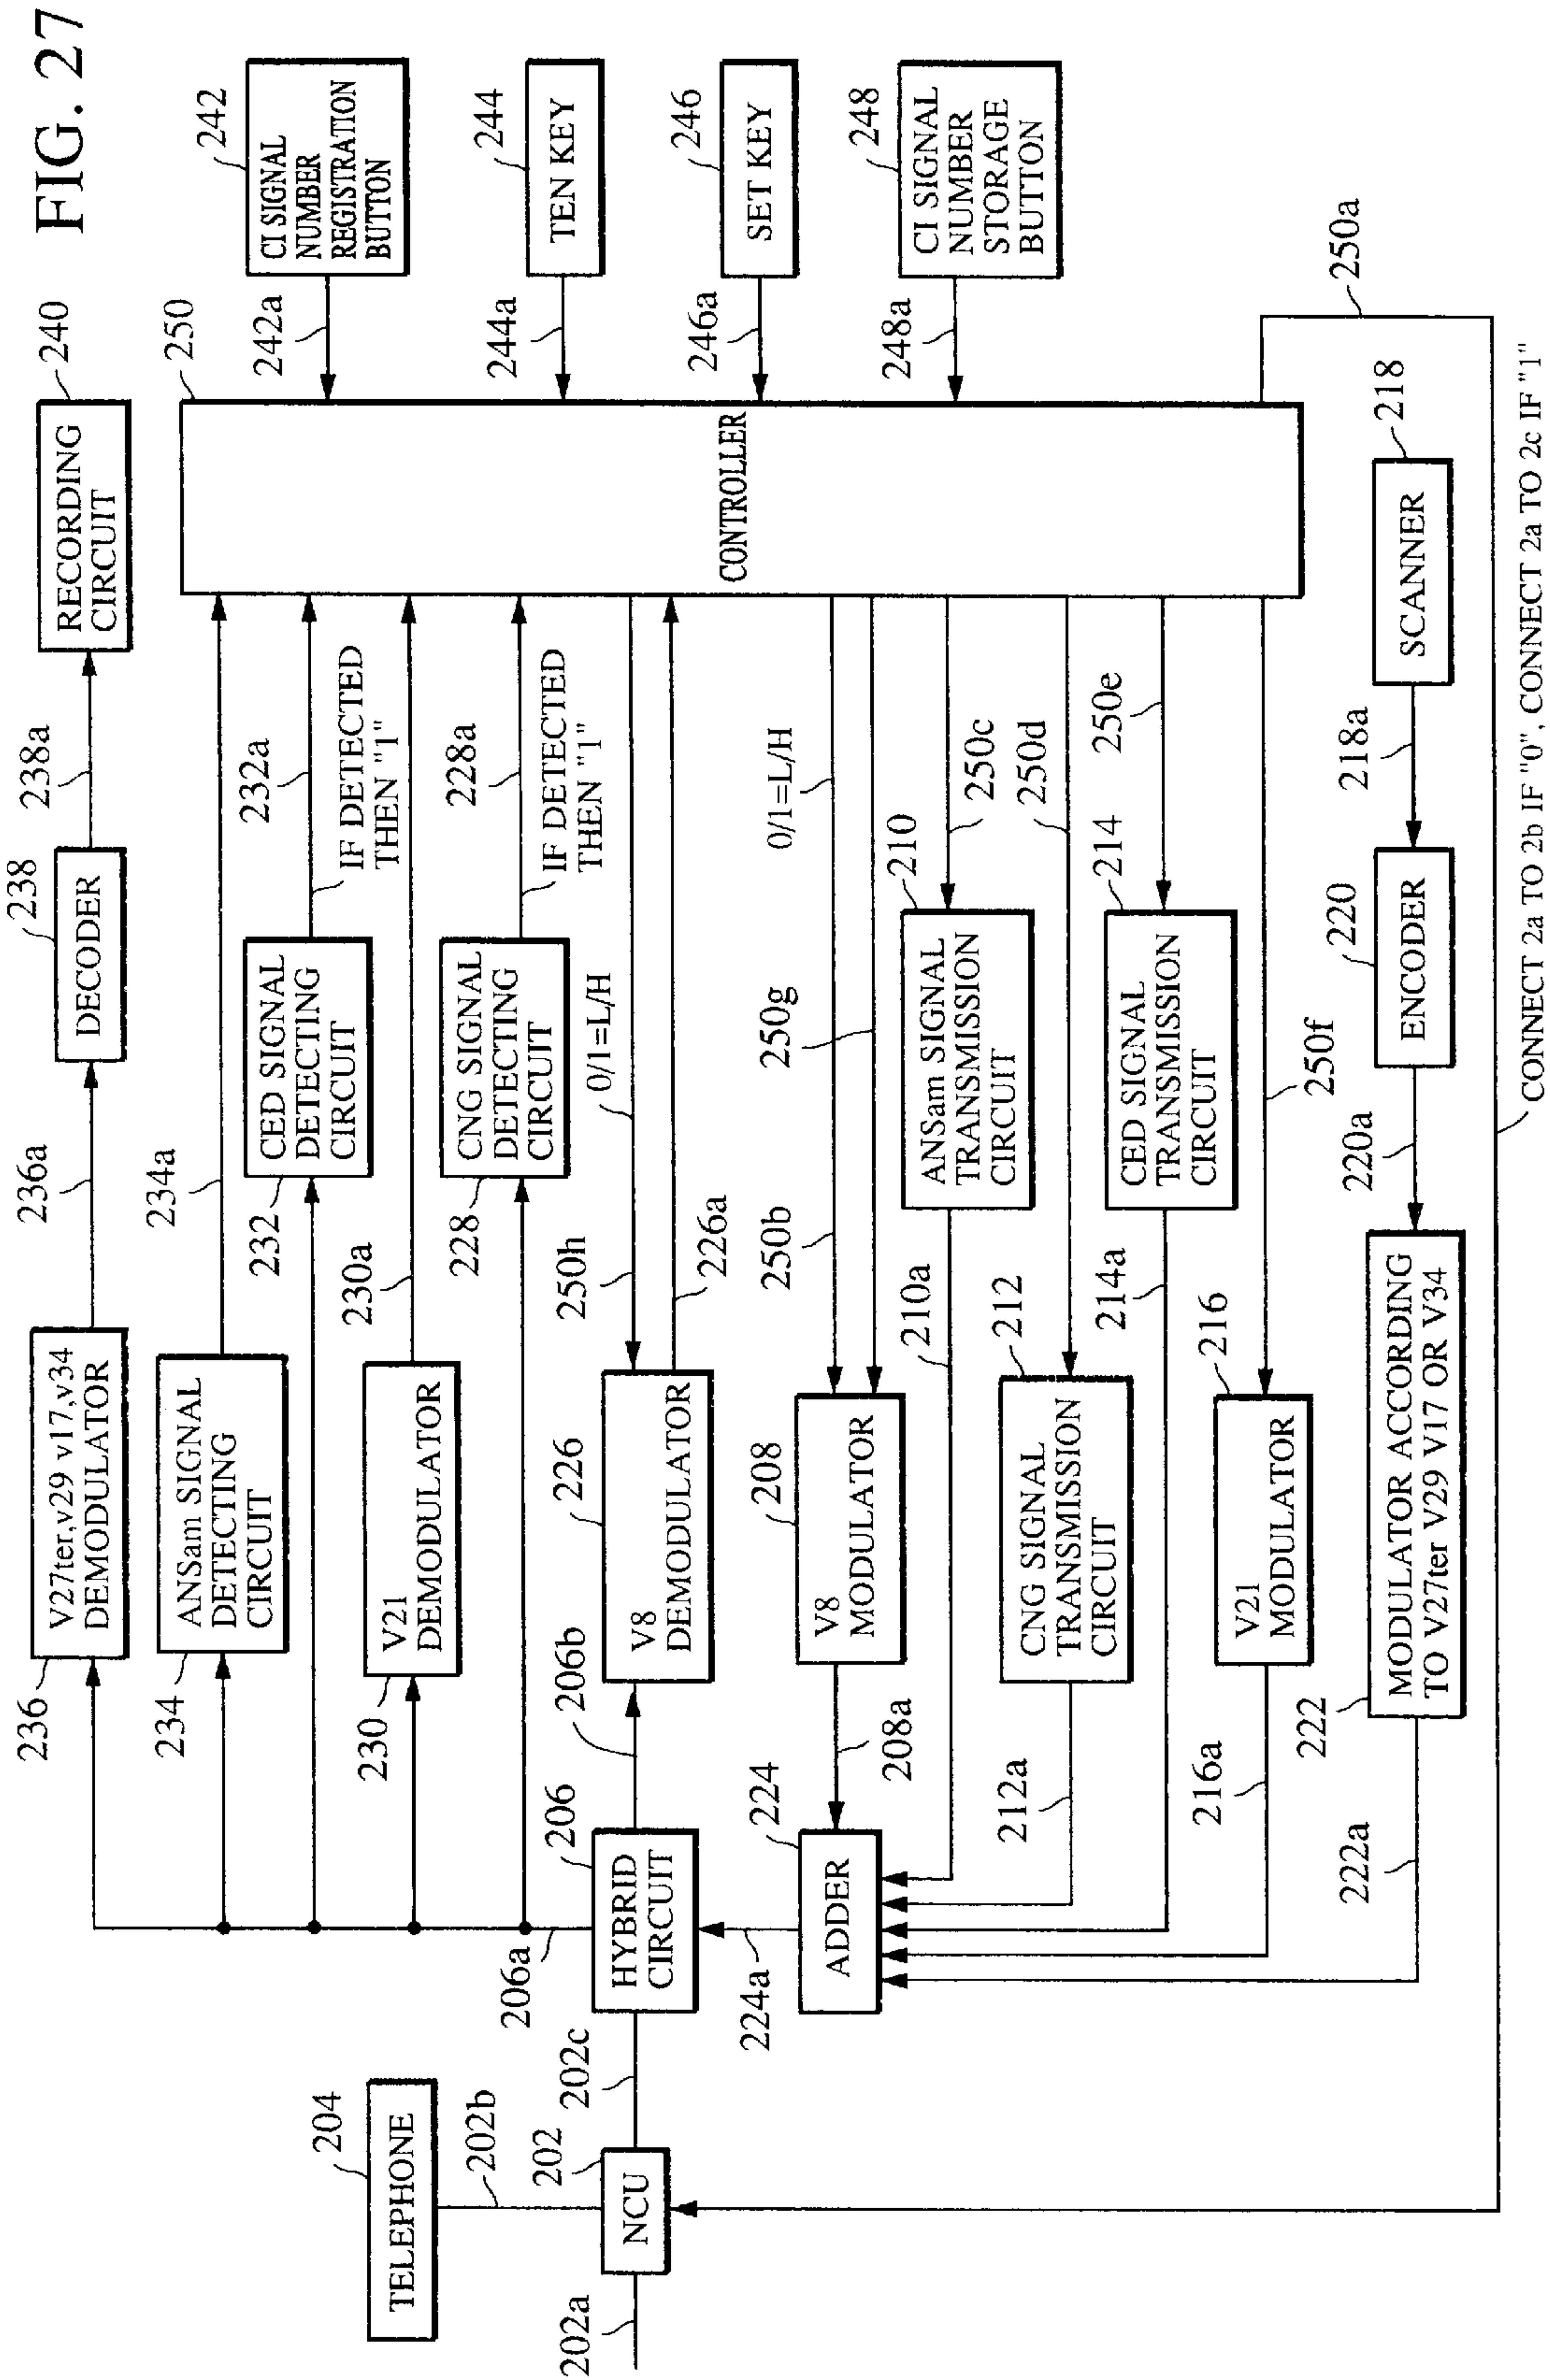 FIG. 27
240
RECORDING
CIRCUIT
238a
238
DECODER
236a
V27ter,v29 v17,v34
DEMODULATOR
236
250
CONTROLLER
242
CI SIGNAL
NUMBER
REGISTRATION
BUTTON
242a
244
TEN KEY
244a
246
SET KEY
246a
248
CI SIGNAL
NUMBER
STORAGE
BUTTON
248a
250a
234a
ANSam SIGNAL
DETECTING
CIRCUIT
234
232a
IF DETECTED
THEN "1"
CED SIGNAL
DETECTING
CIRCUIT
232
230a
V21
DEMODULATOR
230
228a
IF DETECTED
THEN "1"
CNG SIGNAL
DETECTING
CIRCUIT
228
0/1=L/H
250h
226a
226
V8
DEMODULATOR
206b
206
HYBRID
CIRCUIT
206a
202c
204
TELEPHONE
202b
202
NCU
202a
0/1=L/H
250g
250b
208
V8
MODULATOR
208a
224
ADDER
224a
250c
210
ANSam SIGNAL
TRANSMISSION
CIRCUIT
210a
250d
212
CNG SIGNAL
TRANSMISSION
CIRCUIT
212a
250e
214
CED SIGNAL
TRANSMISSION
CIRCUIT
214a
250f
216
V21
MODULATOR
216a
218
SCANNER
218a
220
ENCODER
220a
MODULATOR ACCORDING
TO V27ter V29 V17 OR V34
222
222a
CONNECT 2a TO 2b IF "0", CONNECT 2a TO 2c IF "1"